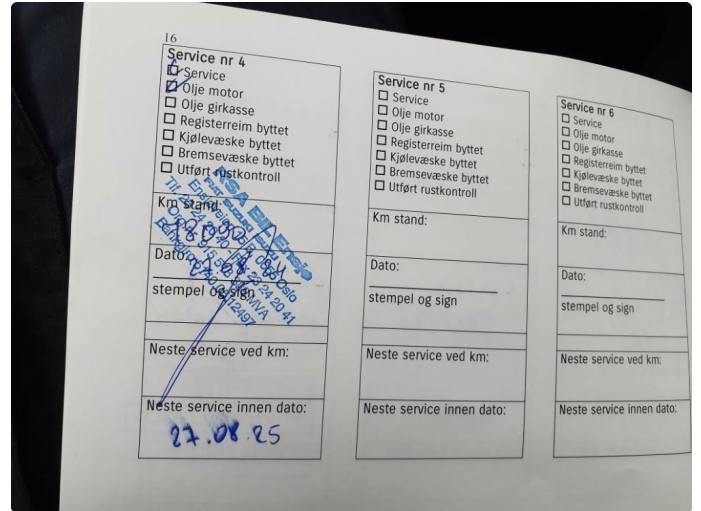 16
Service nr 4
Service
Olje motor
Olje girkasse
Registerreim byttet
Kjølevæske byttet
Bremsevæske byttet
Utført rustkontroll
Km stand:
Dato:
stempel og sign
RSA BIL Ensjø
Oslo
Neste service ved km:
Neste service innen dato:
27.08.25
Service nr 5
Service
Olje motor
Olje girkasse
Registerreim byttet
Kjølevæske byttet
Bremsevæske byttet
Utført rustkontroll
Km stand:
Dato:
stempel og sign
Neste service ved km:
Neste service innen dato:
Service nr 6
Service
Olje motor
Olje girkasse
Registerreim byttet
Kjølevæske byttet
Bremsevæske byttet
Utført rustkontroll
Km stand:
Dato:
stempel og sign
Neste service ved km:
Neste service innen dato: